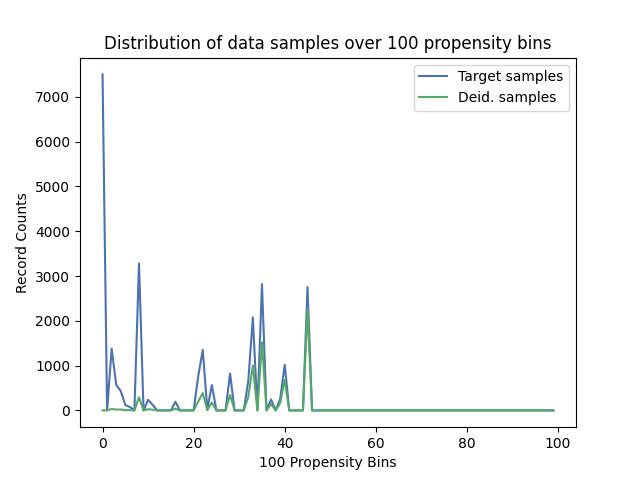 Distribution of data samples over 100 propensity bins
Target samples
Deid. samples
Record Counts
7000
6000
5000
4000
3000
2000
1000
0
0 20 40 60 80 100
100 Propensity Bins